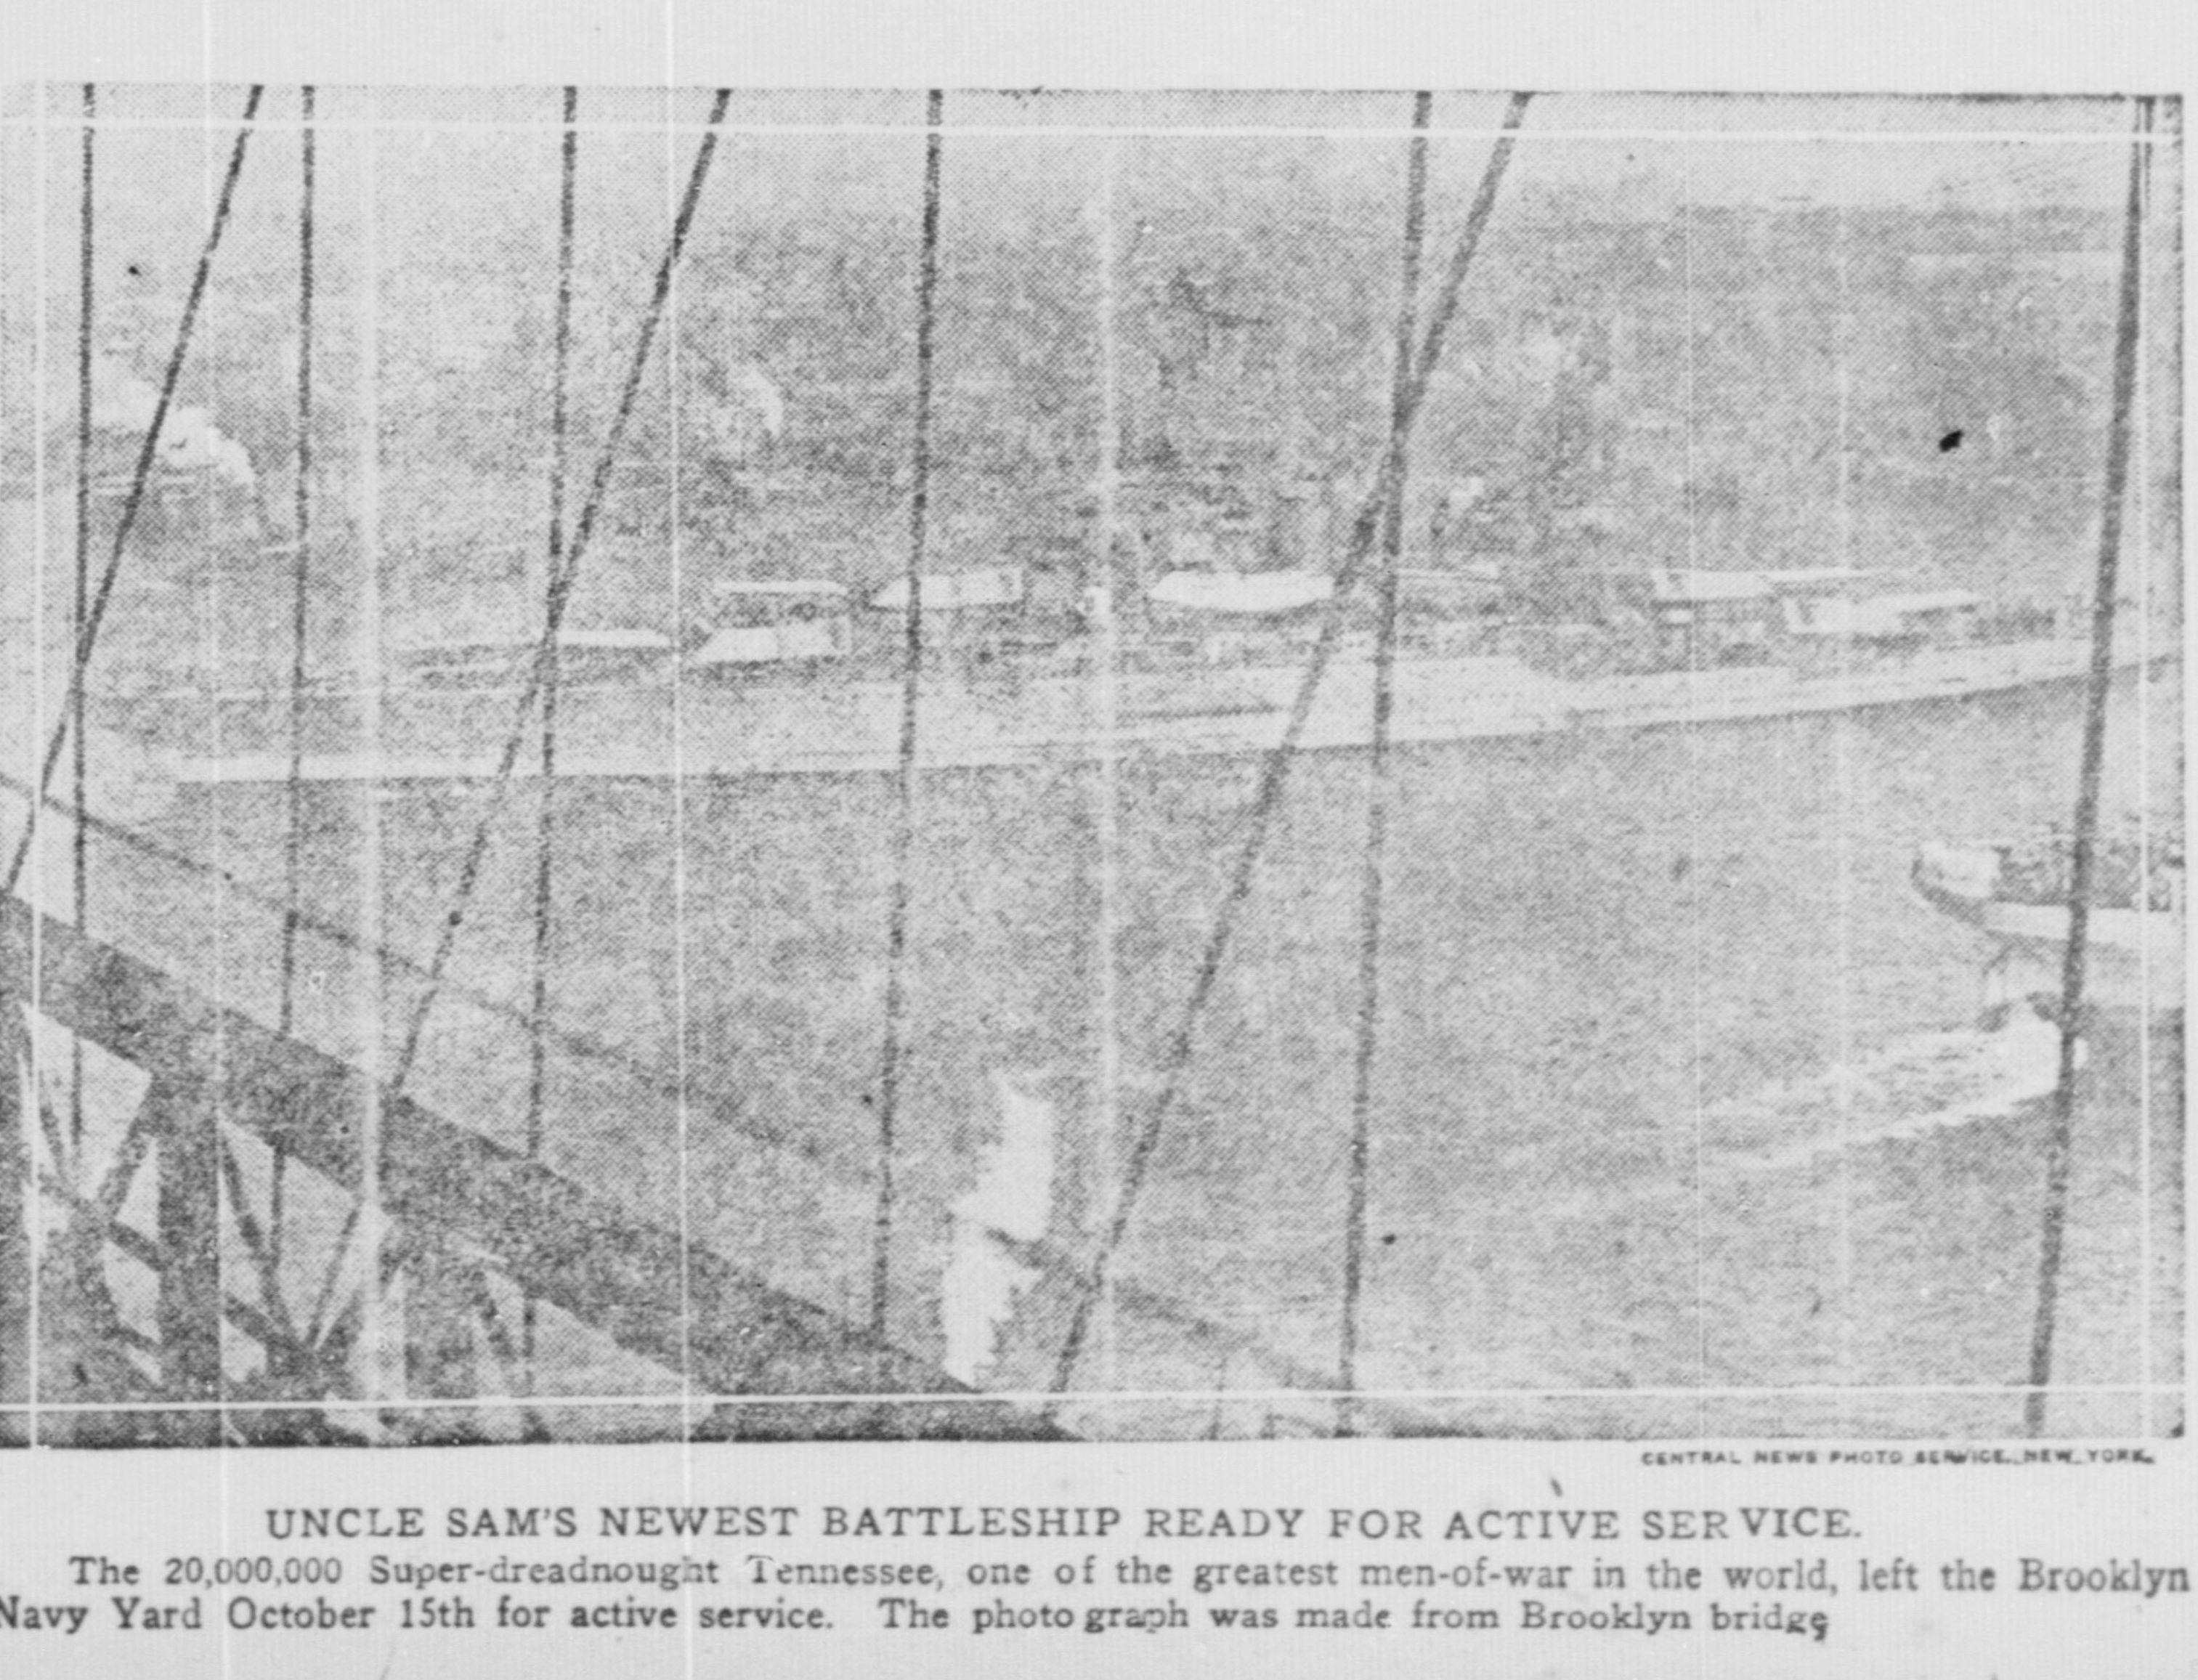 CENTRAL NEWS PHOTO SERVICE, NEW YORK.
UNCLE SAM'S NEWEST BATTLESHIP READY FOR ACTIVE SERVICE.
The 20,000,000 Super-dreadnought Tennessee, one of the greatest men-of-war in the world, left the Brooklyn
Navy Yard October 15th for active service. The photograph was made from Brooklyn bridge